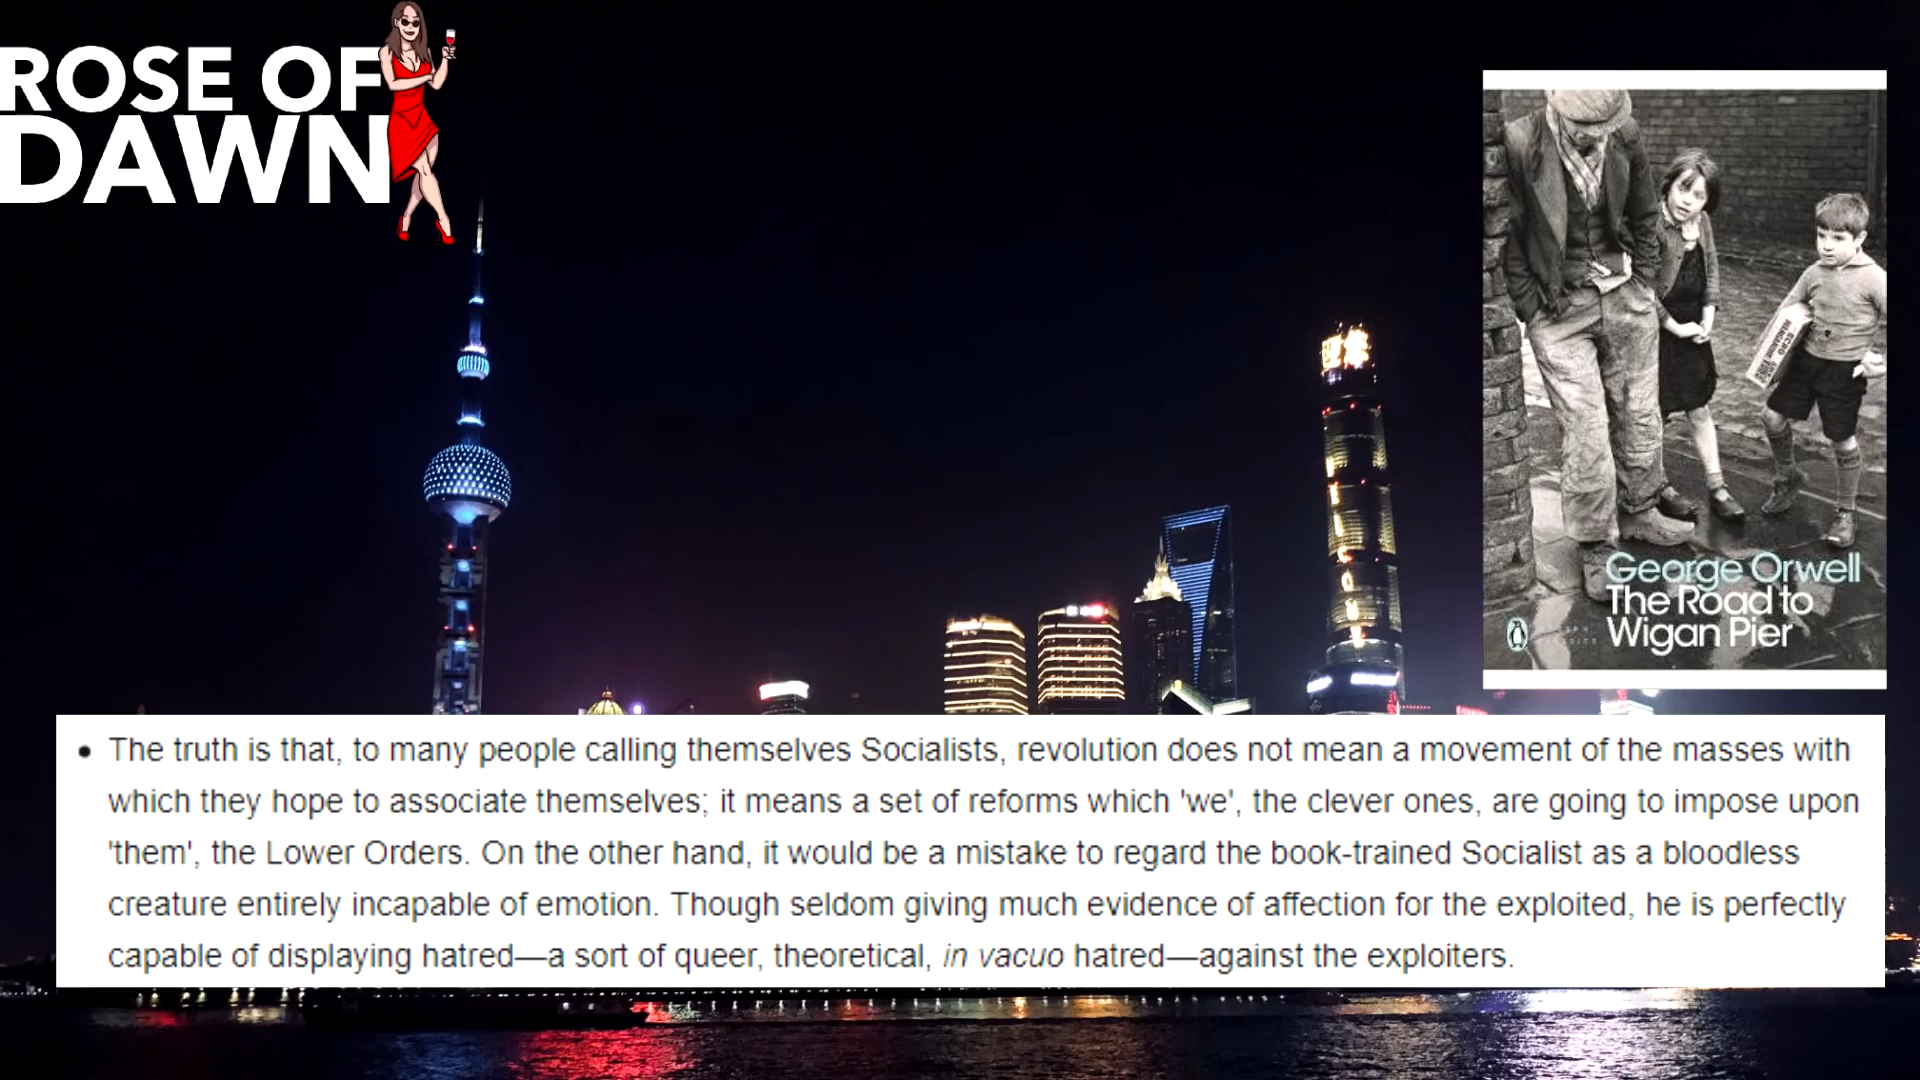 ROSE OF
DAWN
George Orwell
The Road to
Wigan Pier
• The truth is that, to many people calling themselves Socialists, revolution does not mean a movement of the masses with
which they hope to associate themselves; it means a set of reforms which 'we', the clever ones, are going to impose upon
'them', the Lower Orders. On the other hand, it would be a mistake to regard the book-trained Socialist as a bloodless
creature entirely incapable of emotion. Though seldom giving much evidence of affection for the exploited, he is perfectly
capable of displaying hatred—a sort of queer, theoretical, in vacuo hatred—against the exploiters.